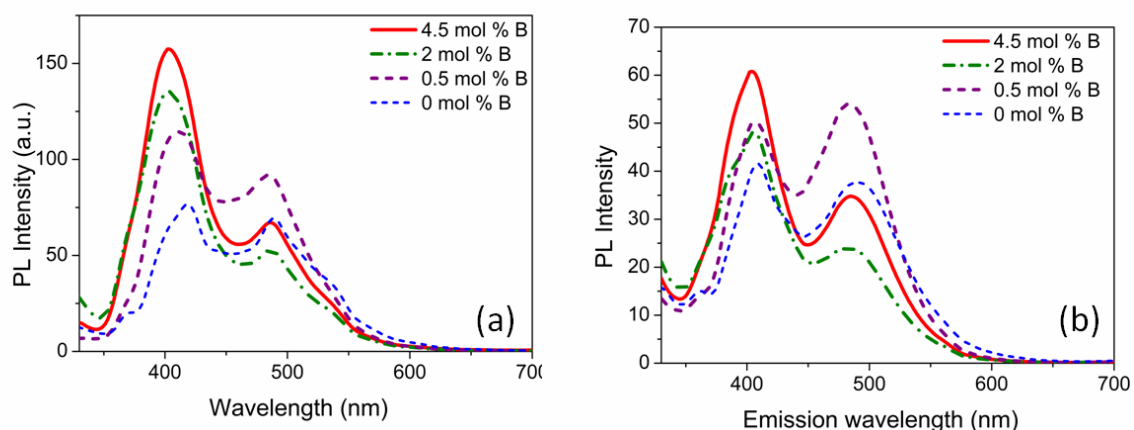 PL Intensity (a.u.)
150
100
50
0
400
500
600
700
Wavelength (nm)
4.5 mol % B
2 mol % B
0.5 mol % B
0 mol % B
(a)
PL Intensity
70
60
50
40
30
20
10
0
400
500
600
700
Emission wavelength (nm)
4.5 mol % B
2 mol % B
0.5 mol % B
0 mol % B
(b)